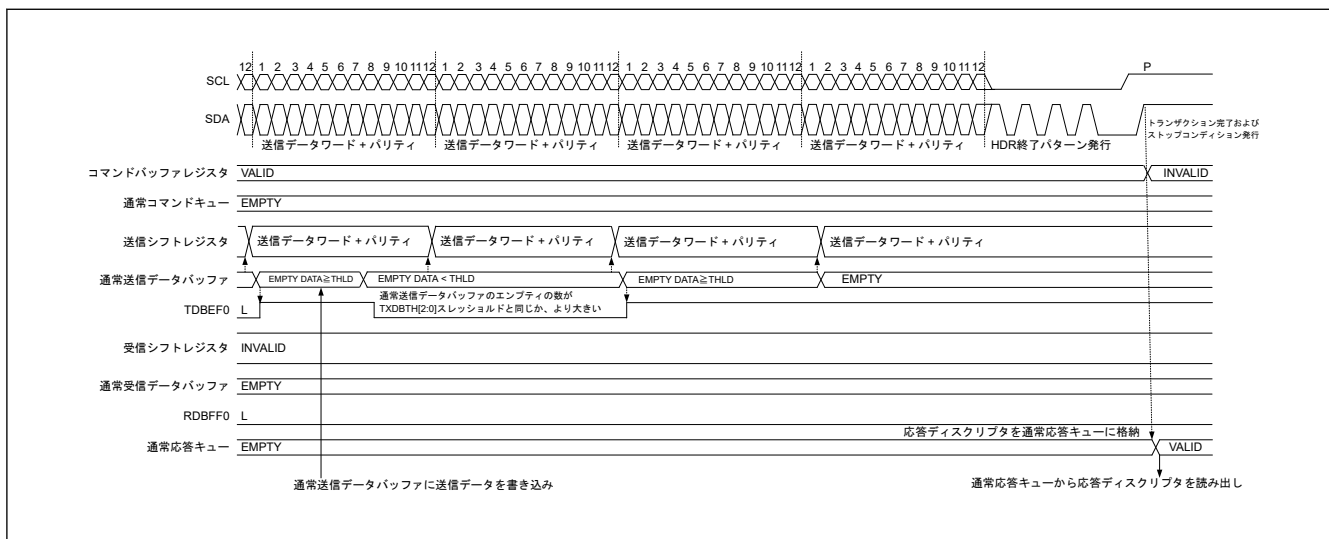 12 1 2 3 4 5 6 7 8 9 10 11 12 1 2 3 4 5 6 7 8 9 10 11 12 1 2 3 4 5 6 7 8 9 10 11 12 1 2 3 4 5 6 7 8 9 10 11 12 P
SCL
SDA
トランザクション完了および
ストップコンディション発行
送信データワード + パリティ 送信データワード + パリティ 送信データワード + パリティ 送信データワード + パリティ HDR終了パターン発行
コマンドバッファレジスタ VALID INVALID
通常コマンドキュー EMPTY
送信シフトレジスタ 送信データワード + パリティ 送信データワード + パリティ 送信データワード + パリティ 送信データワード + パリティ
通常送信データバッファ EMPTY DATA≧THLD EMPTY DATA < THLD EMPTY DATA≧THLD EMPTY
通常送信データバッファのエンプティの数が
TXDBTH[2:0]スレッショルドと同じか、より大きい
TDBEF0 L
受信シフトレジスタ INVALID
通常受信データバッファ EMPTY
RDBFF0 L
応答ディスクリプタを通常応答キューに格納
通常応答キュー EMPTY VALID
通常送信データバッファに送信データを書き込み 通常応答キューから応答ディスクリプタを読み出し